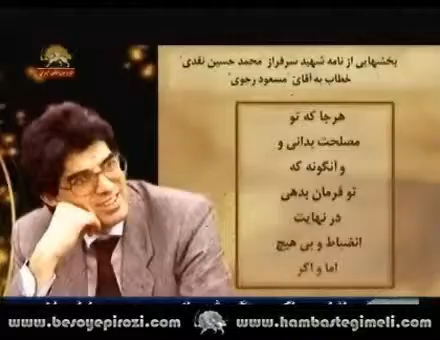 بخشهایی از نامه شهید سرفراز "محمد حسین نقدی"
خطاب به آقای "مسعود رجوی"
هرجا که تو
مصلحت بدانی و
و آنگونه که
تو فرمان بدهی
در نهایت
انضباط و بی هیچ
اما و اگر
www.besoyepirozi.com
www.hambastegimeli.com